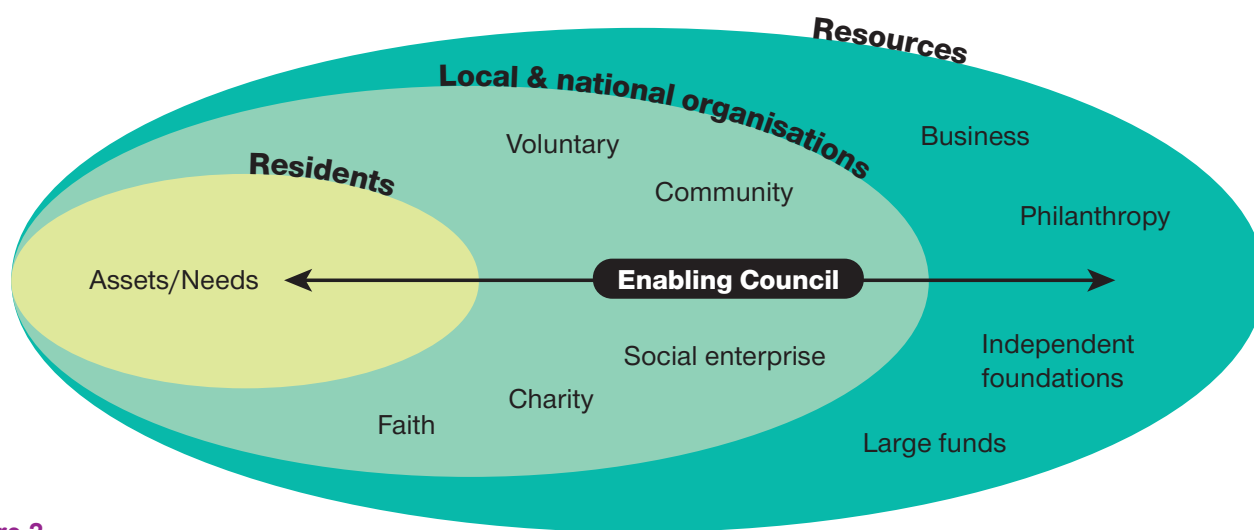 Resources
Local & national organisations
Business
Voluntary
Residents
Community
Philanthropy
Assets/Needs
Enabling Council
Independent
foundations
Social enterprise
Charity
Faith
Large funds